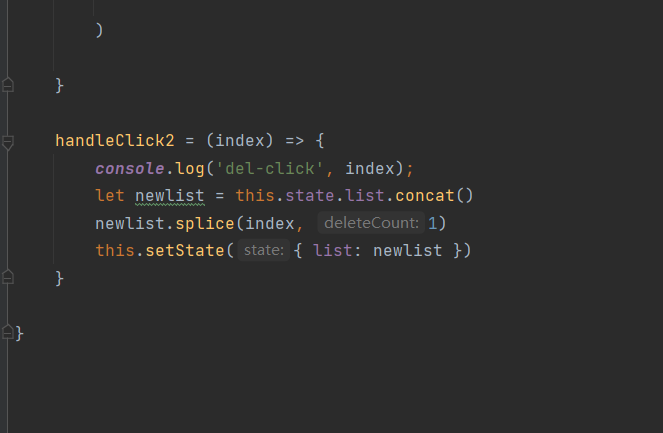 )
}
handleClick2 = (index) => {
console.log('del-click', index);
let newlist = this.state.list.concat()
newlist.splice(index, deleteCount: 1)
this.setState( state: { list: newlist })
}
}